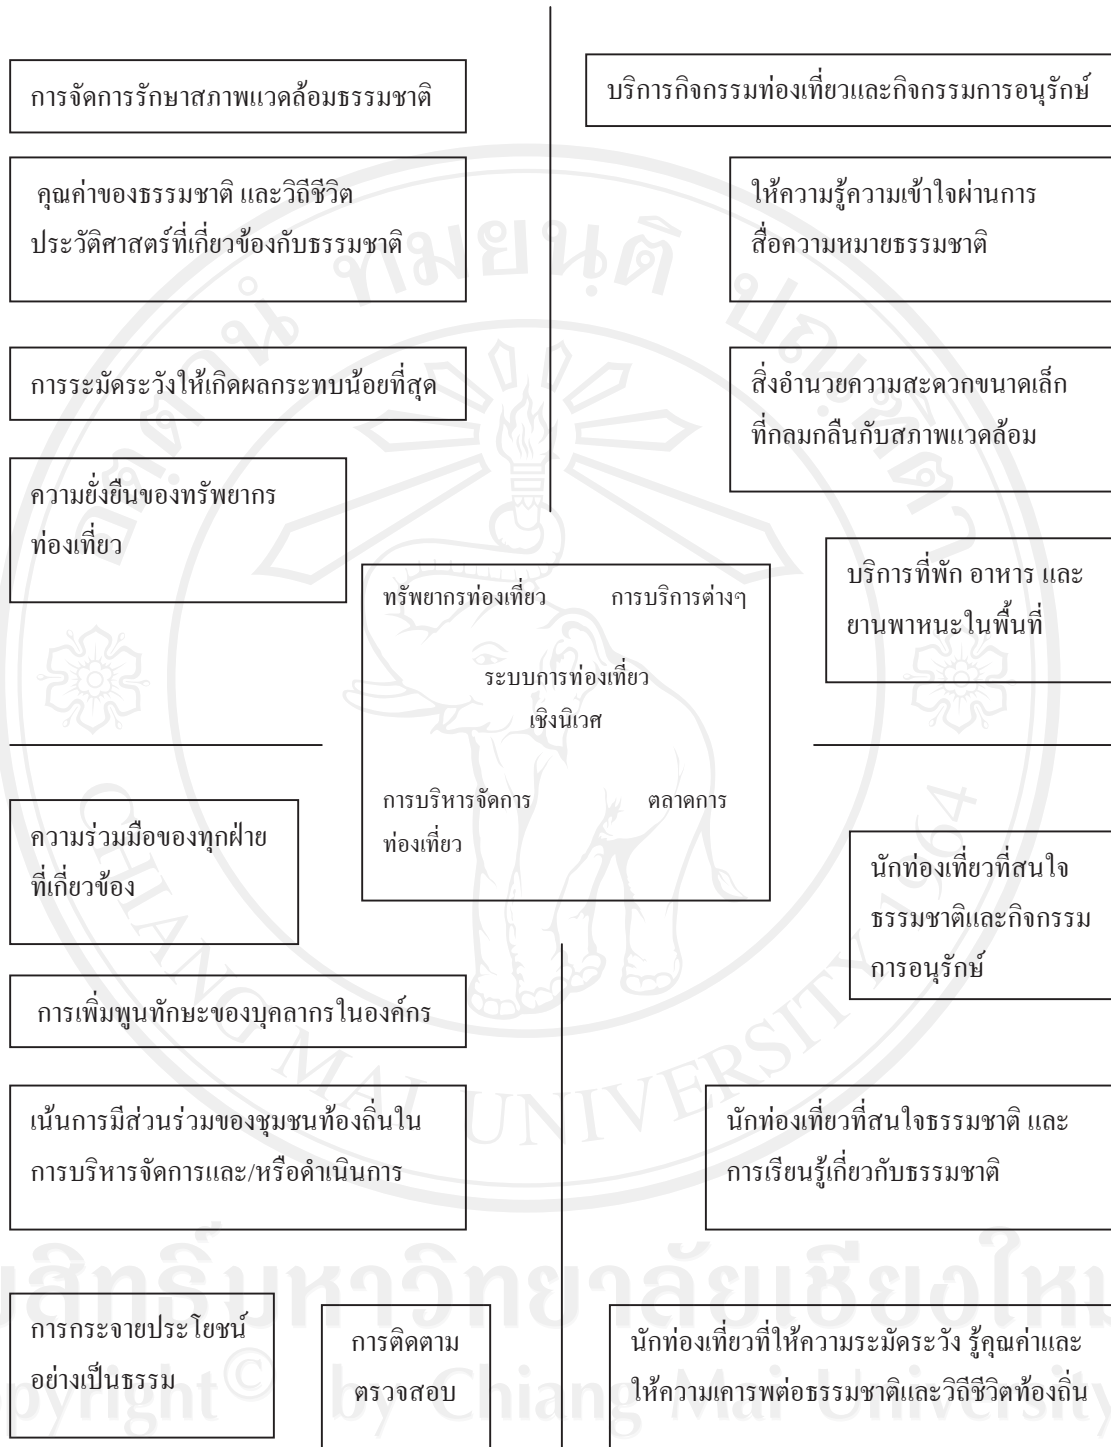 การจัดการรักษาสภาพแวดล้อมธรรมชาติ
บริการกิจกรรมท่องเที่ยวและกิจกรรมการอนุรักษ์
คุณค่าของธรรมชาติ และวิถีชีวิต
ประวัติศาสตร์ที่เกี่ยวข้องกับธรรมชาติ
ให้ความรู้ความเข้าใจผ่านการ
สื่อความหมายธรรมชาติ
การระมัดระวังให้เกิดผลกระทบน้อยที่สุด
สิ่งอำนวยความสะดวกขนาดเล็ก
ที่กลมกลืนกับสภาพแวดล้อม
ความยั่งยืนของทรัพยากร
ท่องเที่ยว
บริการที่พัก อาหาร และ
ยานพาหนะในพื้นที่
ทรัพยากรท่องเที่ยว การบริการต่างๆ
ระบบการท่องเที่ยว
เชิงนิเวศ
การบริหารจัดการ ตลาดการ
ท่องเที่ยว
ความร่วมมือของทุกฝ่าย
ที่เกี่ยวข้อง
นักท่องเที่ยวที่สนใจ
ธรรมชาติและกิจกรรม
การอนุรักษ์
การเพิ่มพูนทักษะของบุคลากรในองค์กร
เน้นการมีส่วนร่วมของชุมชนท้องถิ่นใน
การบริหารจัดการและ/หรือดำเนินการ
นักท่องเที่ยวที่สนใจธรรมชาติ และ
การเรียนรู้เกี่ยวกับธรรมชาติ
การกระจายประโยชน์
อย่างเป็นธรรม
การติดตาม
ตรวจสอบ
นักท่องเที่ยวที่ให้ความระมัดระวัง รู้คุณค่าและ
ให้ความเคารพต่อธรรมชาติและวิถีชีวิตท้องถิ่น
CHIANG MAI UNIVERSITY 1964
สิทธิ์มหาวิทยาลัยเชียงใหม่
opyright© by Chiang Mai University